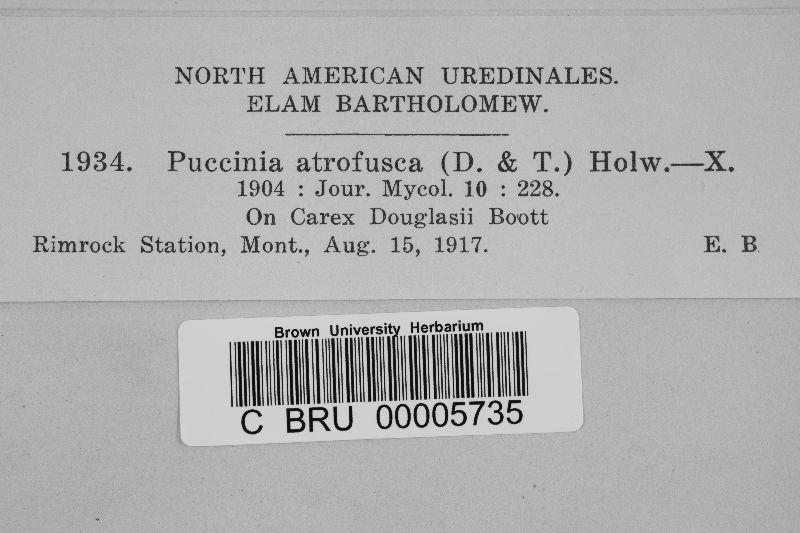 NORTH AMERICAN UREDINALES.
ELAM BARTHOLOMEW.
1934. Puccinia atrofusca (D. & T.) Holw.—X.
1904 : Jour. Mycol. 10 : 228.
On Carex Douglasii Boott
Rimrock Station, Mont., Aug. 15, 1917. E. B
Brown University Herbarium
C BRU 00005735